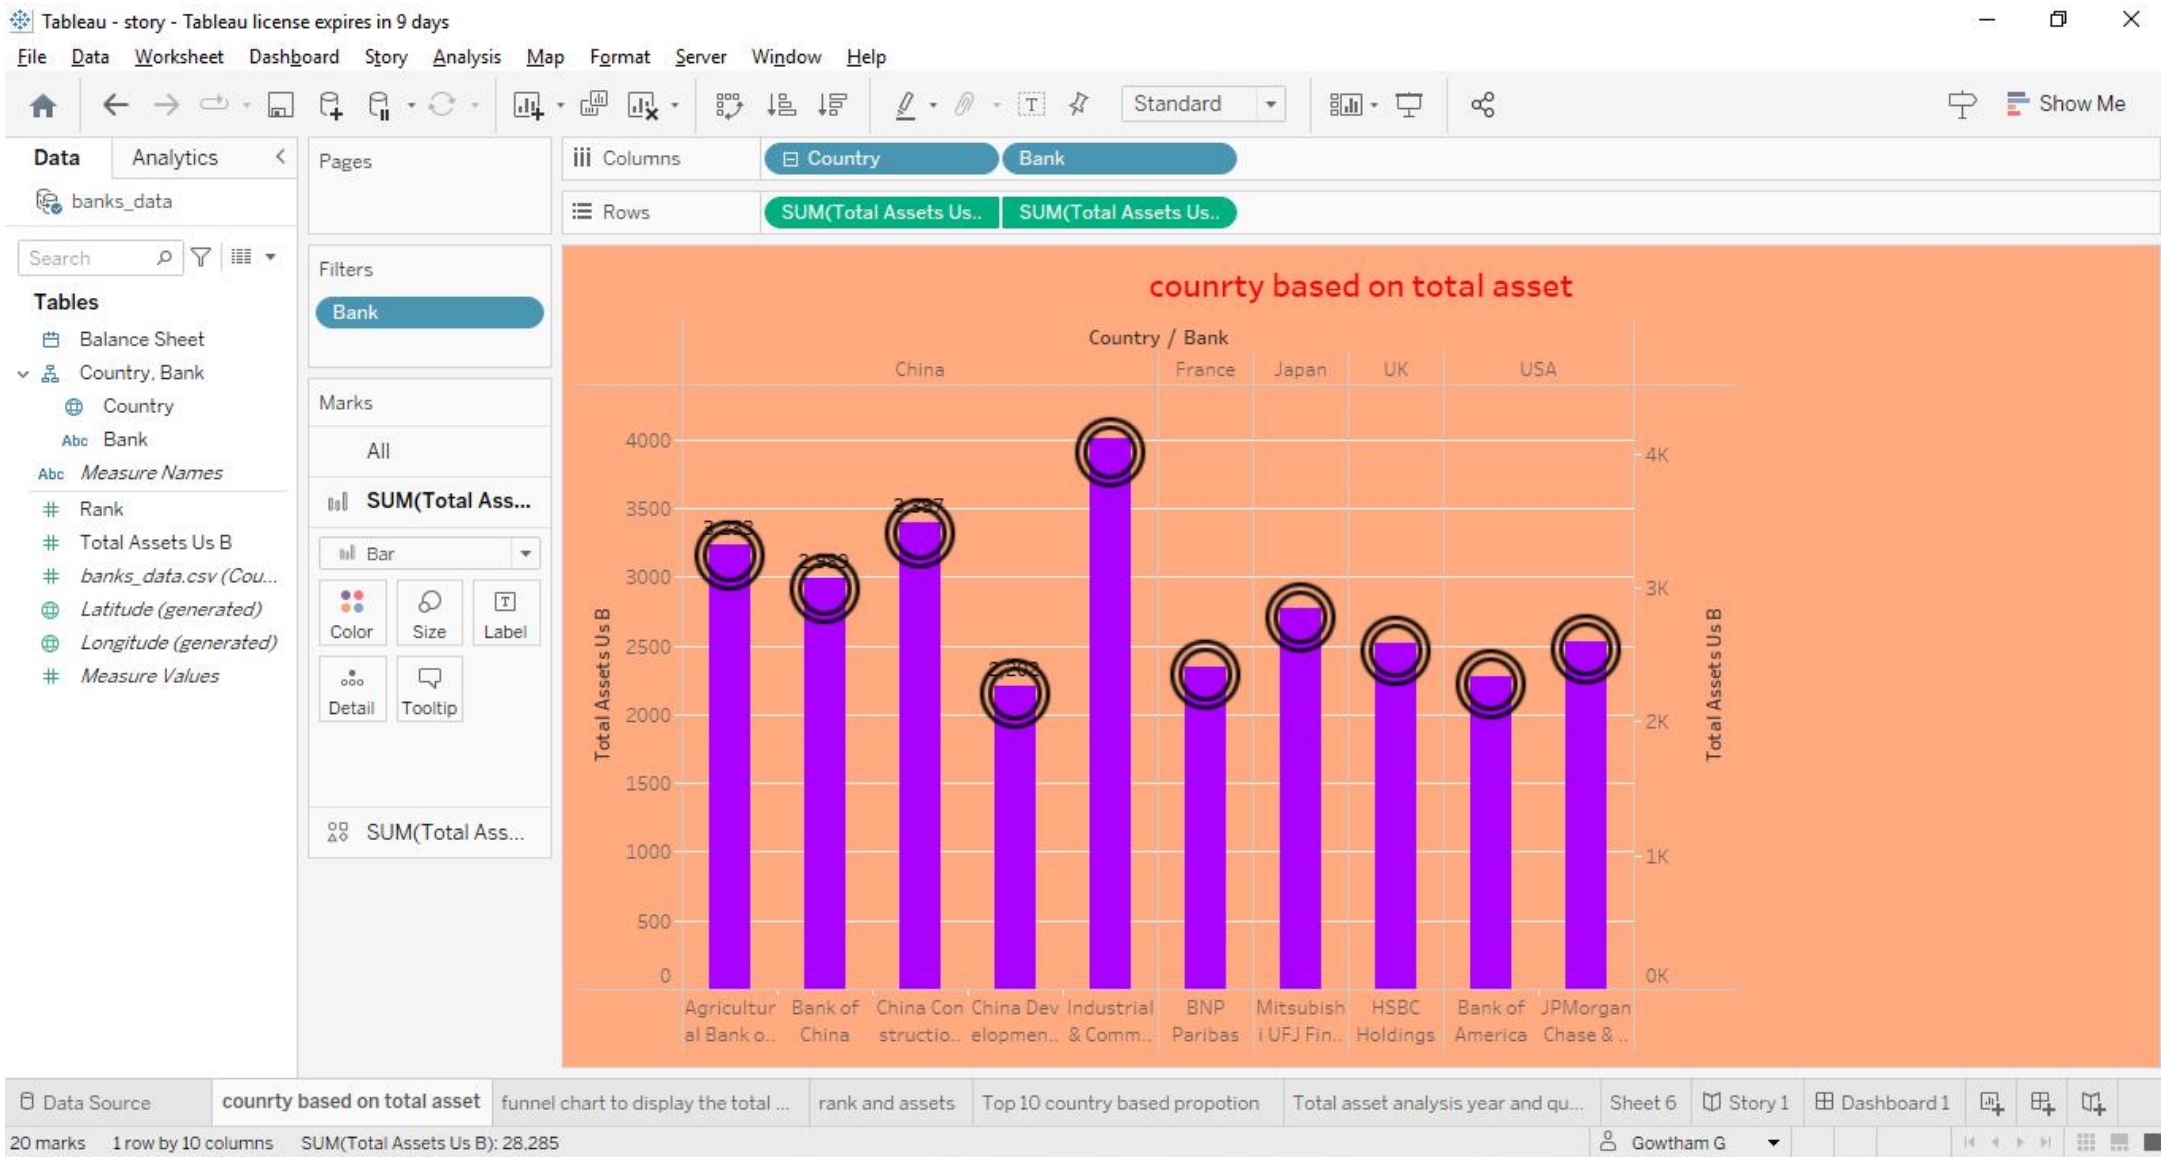 Tableau - story - Tableau license expires in 9 days
File Data Worksheet Dashboard Story Analysis Map Format Server Window Help
Standard
Show Me
Data Analytics
banks_data
Search
Tables
Balance Sheet
Country, Bank
Country
Abc Bank
Abc Measure Names
Rank
Total Assets Us B
banks_data.csv (Cou...
Latitude (generated)
Longitude (generated)
Measure Values
Pages
Filters
Bank
Marks
All
SUM(Total Ass...
Bar
Color Size Label
Detail Tooltip
SUM(Total Ass...
Columns Country Bank
Rows SUM(Total Assets Us.. SUM(Total Assets Us..
counrty based on total asset
Country / Bank
China France Japan UK USA
Total Assets Us B
4000
3500
3000
2500
2000
1500
1000
500
0
3,397
2,989
2,202
4K
3K
2K
1K
0K
Total Assets Us B
Agricultur
al Bank o..
Bank of
China
China Con
structio..
China Dev
elopmen..
Industrial
& Comm..
BNP
Paribas
Mitsubish
i UFJ Fin..
HSBC
Holdings
Bank of
America
JPMorgan
Chase & ..
Data Source counrty based on total asset funnel chart to display the total ... rank and assets Top 10 country based propotion Total asset analysis year and qu... Sheet 6 Story 1 Dashboard 1
20 marks 1 row by 10 columns SUM(Total Assets Us B): 28,285 Gowtham G